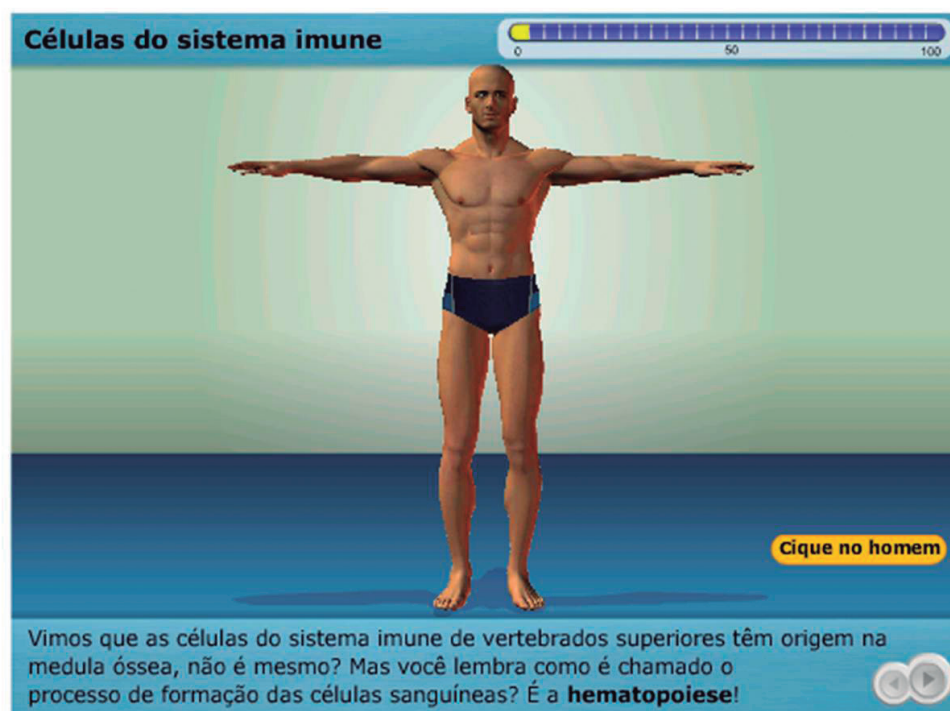 Células do sistema imune
0 50 100
Cique no homem
Vimos que as células do sistema imune de vertebrados superiores têm origem na
medula óssea, não é mesmo? Mas você lembra como é chamado o
processo de formação das células sanguíneas? É a hematopoiese!